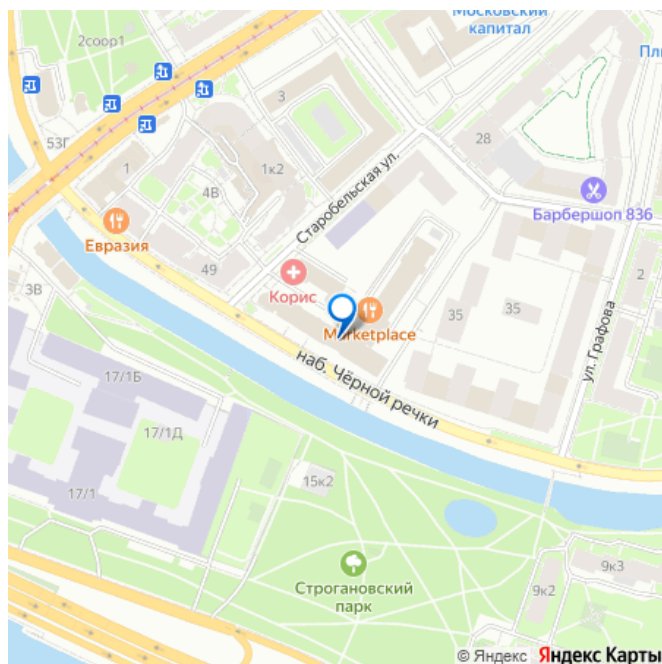 Московский
капитал
2соор1
Пли
3
53Г
28
1
1к2
4В
Старобельская ул.
Барбершоп 836
Евразия
49
2
Корис
3В
35
35
Marketplace
ул. Графова
наб. Чёрной речки
17/1Б
17/1Д
17/1
15к2
Строгановский
парк
9к3
9к2
© Яндекс Яндекс Карты